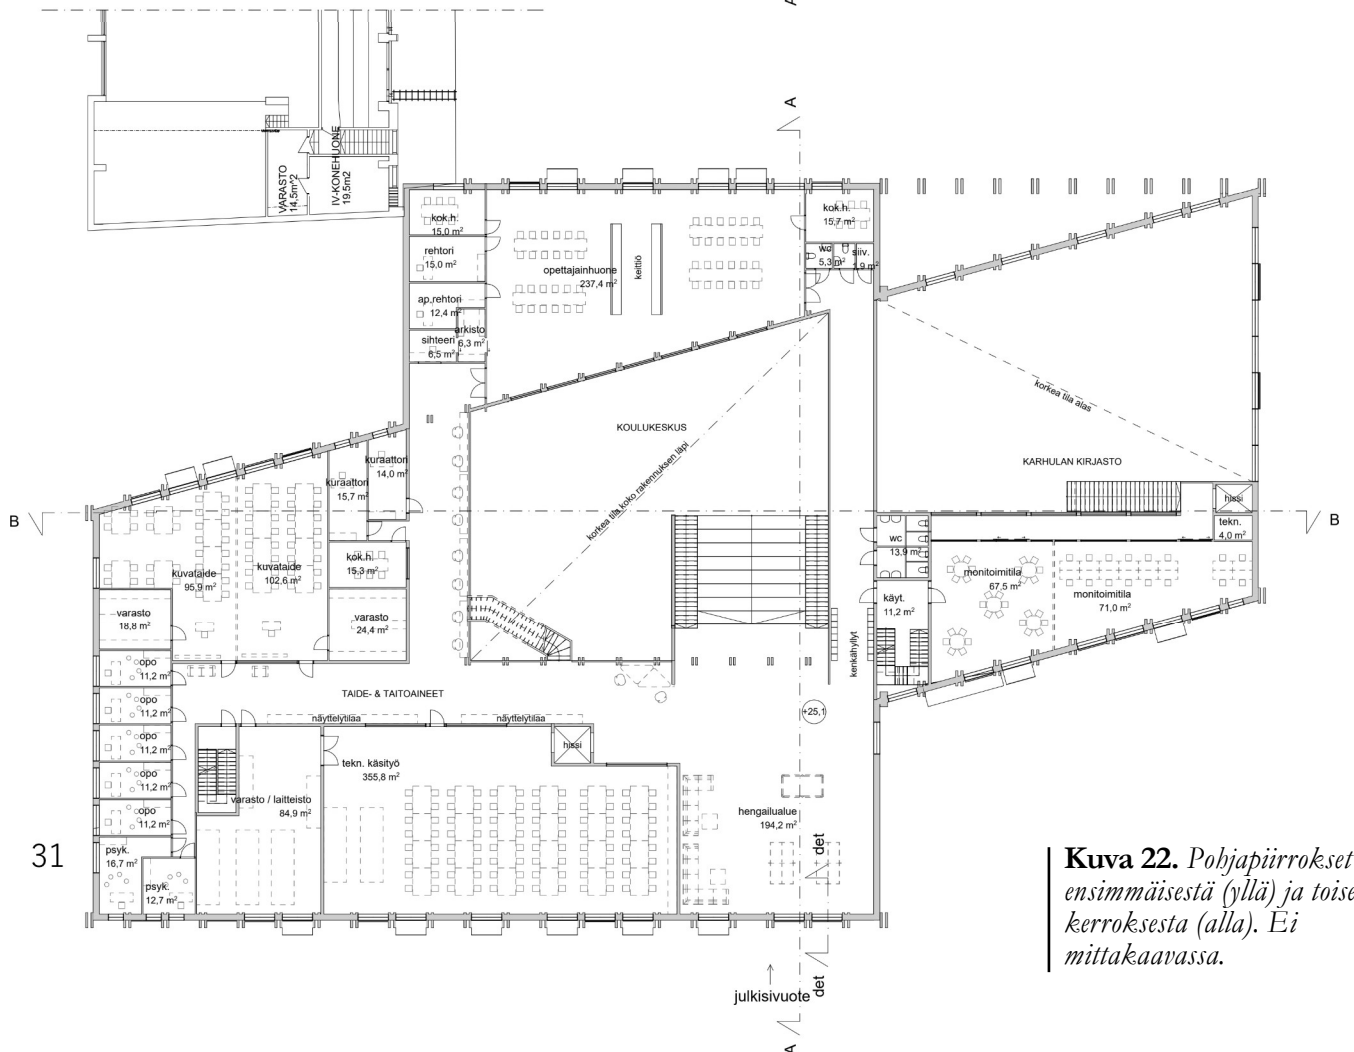 A
A
VARASTO
14,5m^2
IV-KONEHUONE
19,5m2
kok.h.
15,0 m²
rehtori
15,0 m²
ap.rehtori
12,4 m²
arkisto
6,3 m²
sihteeri
6,5 m²
opettajainhuone
237,4 m²
keittiö
kok.h.
15,7 m²
wc
5,3 m²
siiv.
1,9 m²
KOULUKESKUS
korkea tila koko rakennuksen läpi
korkea tila alas
KARHULAN KIRJASTO
hissi
tekn.
4,0 m²
B
B
kuraattori
14,0 m²
kuraattori
15,7 m²
kok.h.
15,3 m²
kuvataide
95,9 m²
kuvataide
102,6 m²
varasto
18,8 m²
varasto
24,4 m²
wc
13,9 m²
käyt.
11,2 m²
monitoimitila
67,5 m²
monitoimitila
71,0 m²
kenkähyllyt
opo
11,2 m²
opo
11,2 m²
opo
11,2 m²
opo
11,2 m²
opo
11,2 m²
psyk.
16,7 m²
psyk.
12,7 m²
TAIDE- & TAITOAINEET
näyttelytilaa
näyttelytilaa
+25,1
hissi
tekn. käsityö
355,8 m²
varasto / laitteisto
84,9 m²
hengailualue
194,2 m²
det
det
julkisivuote
A
31
Kuva 22. Pohjapiirrokset
ensimmäisestä (yllä) ja toise
kerroksesta (alla). Ei
mittakaavassa.